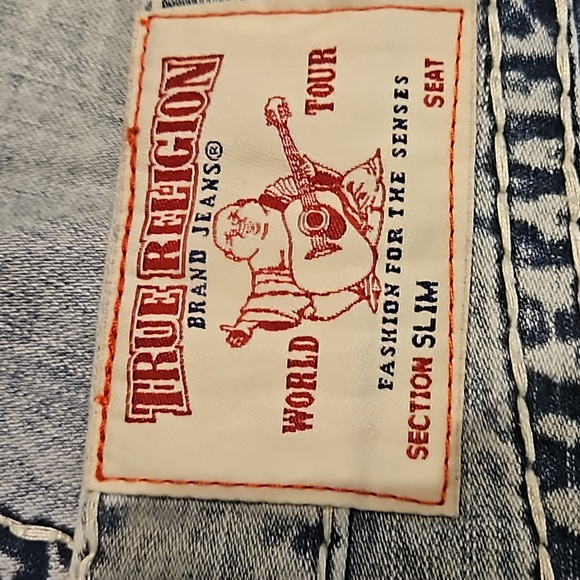 TRUE RELIGION
BRAND JEANS®
WORLD TOUR
FASHION FOR THE SENSES
SECTION SLIM SEAT